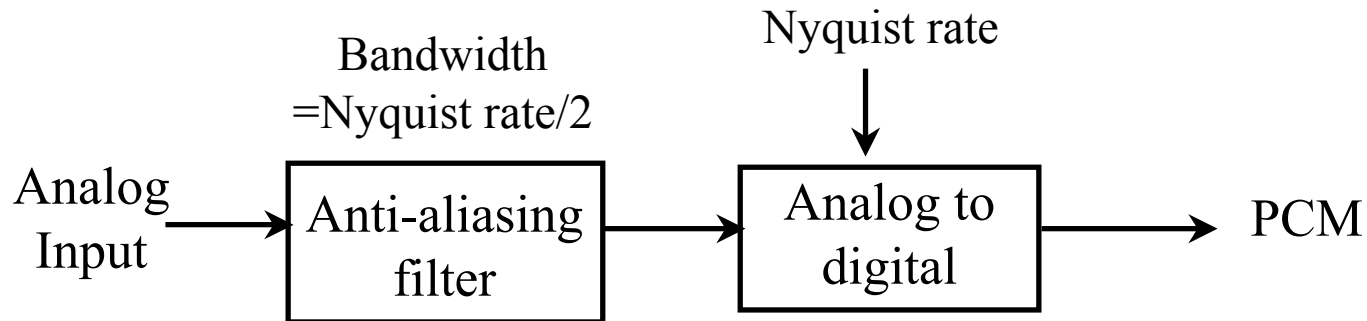 Nyquist rate
Bandwidth
=Nyquist rate/2
Analog
Input
Anti-aliasing
filter
Analog to
digital
PCM